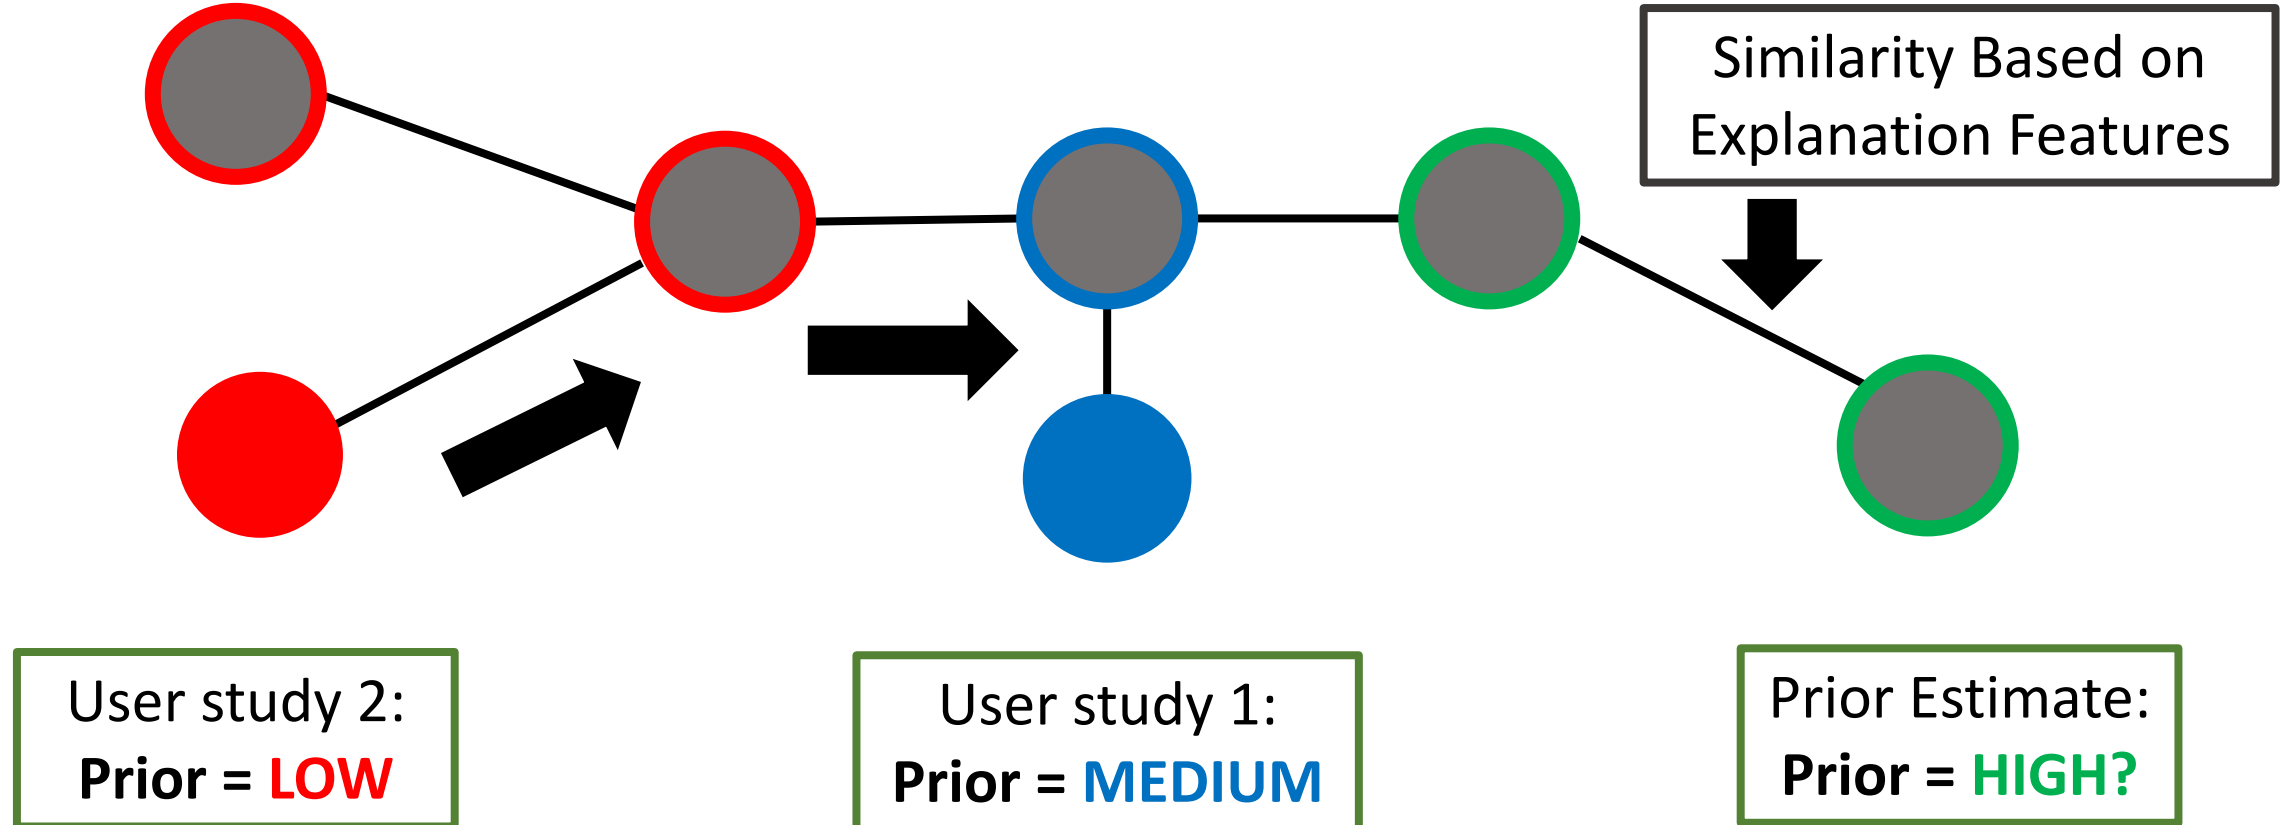 Similarity Based on
Explanation Features
User study 2:
Prior = LOW
User study 1:
Prior = MEDIUM
Prior Estimate:
Prior = HIGH?